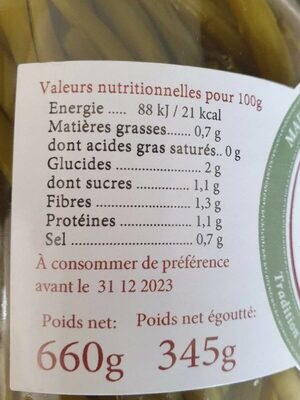 Valeurs nutritionnelles pour 100g
Energie ..... 88 kJ / 21 kcal
Matières grasses....... 0,7 g
dont acides gras saturés.. 0 g
Glucides .................... 2 g
dont sucres ............... 1,1 g
Fibres ........................ 1,3 g
Protéines ................... 1,1 g
Sel ............................. 0,7 g
À consommer de préférence
avant le 31 12 2023
Poids net: Poids net égoutté:
660g 345g
Tradition